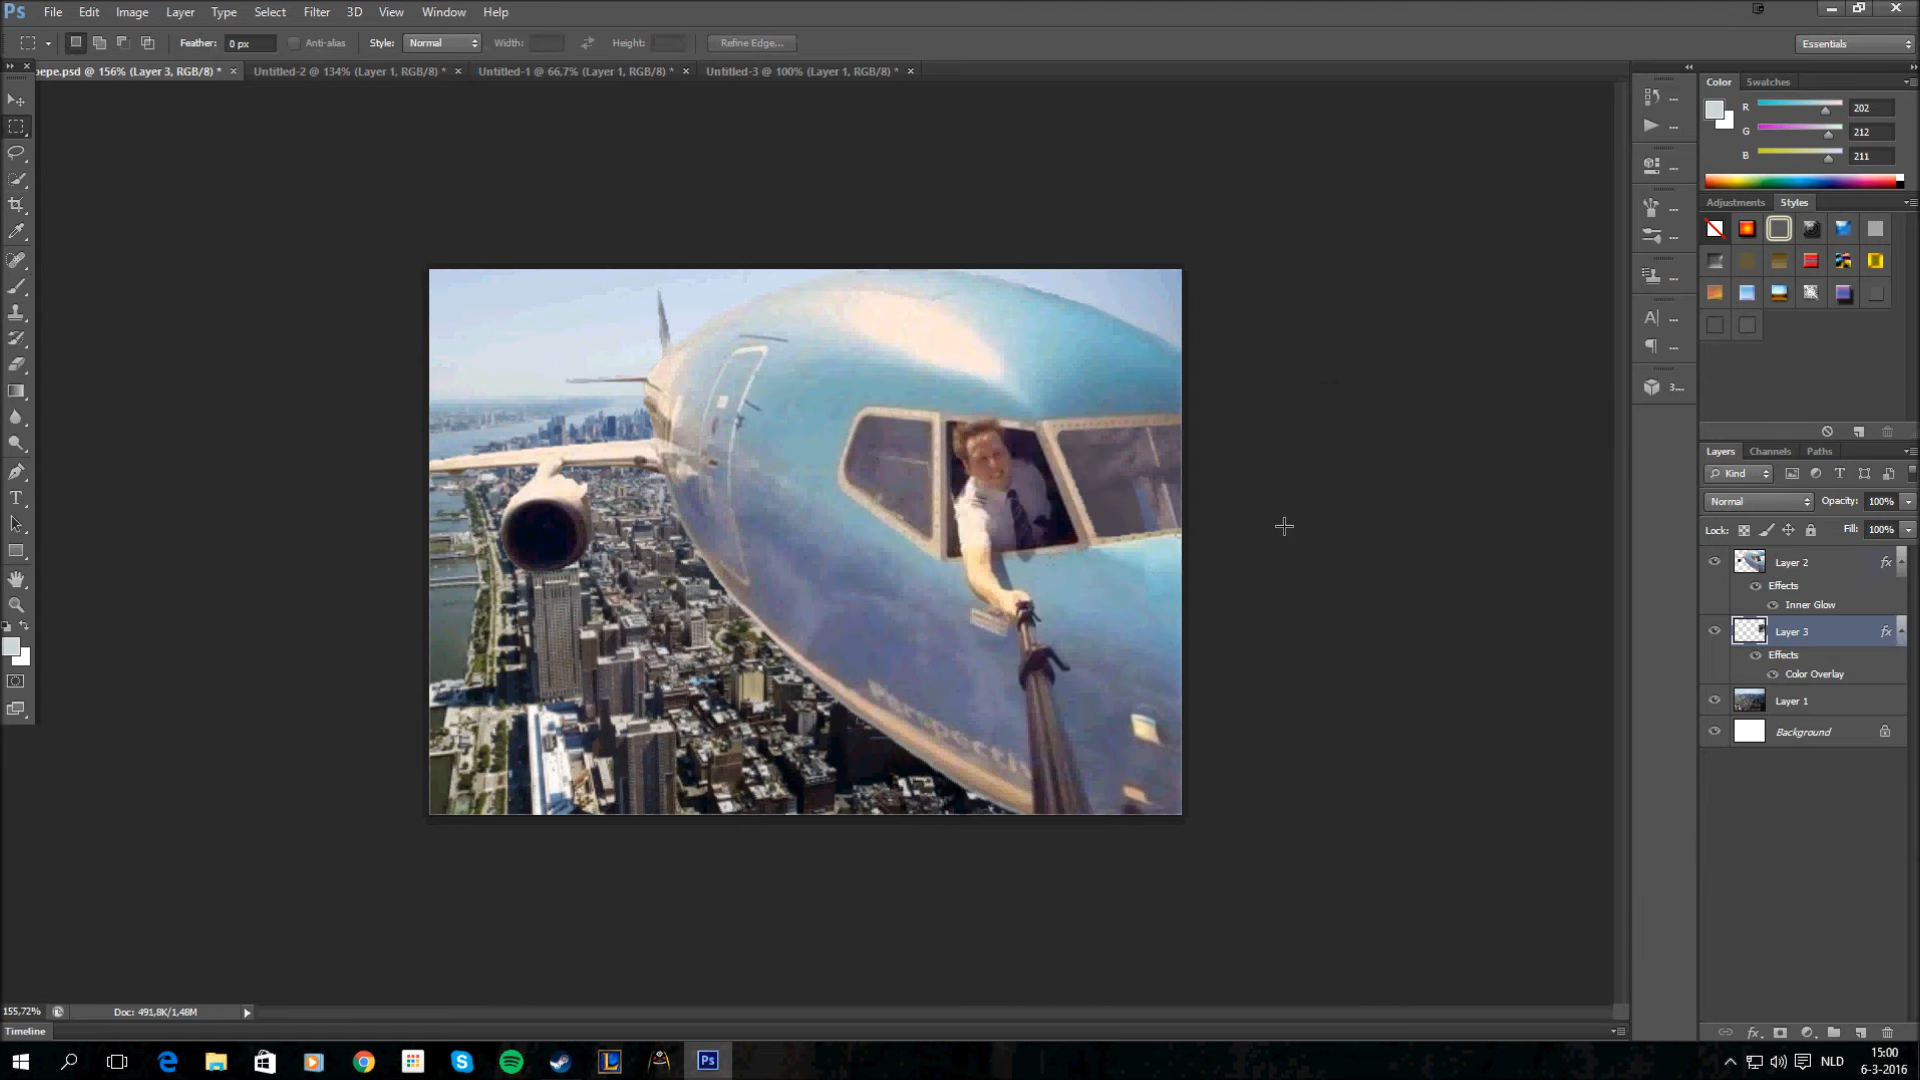 Ps File Edit Image Layer Type Select Filter 3D View Window Help
Feather: 0 px Anti-alias Style: Normal Width: Height: Refine Edge... Essentials
pepe.psd @ 156% (Layer 3, RGB/8) * Untitled-2 @ 134% (Layer 1, RGB/8) * Untitled-1 @ 66,7% (Layer 1, RGB/8) * Untitled-3 @ 100% (Layer 1, RGB/8) *
Color Swatches
R 202
G 212
B 211
Adjustments Styles
3...
Layers Channels Paths
Kind
Normal Opacity: 100%
Lock: Fill: 100%
Layer 2 fx
Effects
Inner Glow
Layer 3 fx
Effects
Color Overlay
Layer 1
Background
155,72% Doc: 491,8K/1,48M
Timeline
NLD
15:00
6-3-2016